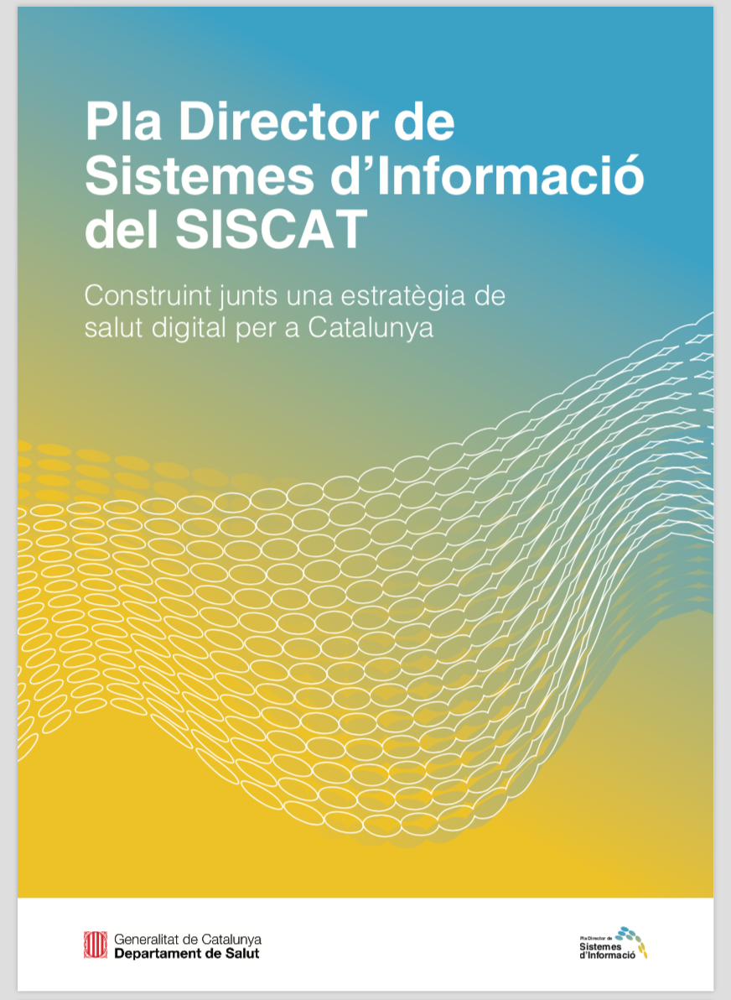 Pla Director de
Sistemes d’Informació
del SISCAT
Construint junts una estratègia de
salut digital per a Catalunya
Generalitat de Catalunya
Departament de Salut
Pla Director de
Sistemes
d’Informació